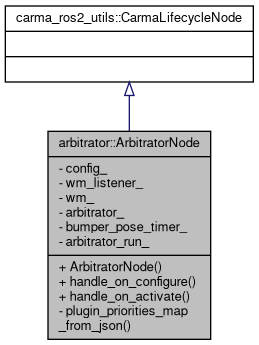 carma_ros2_utils::CarmaLifecycleNode
arbitrator::ArbitratorNode
- config_
- wm_listener_
- wm_
- arbitrator_
- bumper_pose_timer_
- arbitrator_run_
+ ArbitratorNode()
+ handle_on_configure()
+ handle_on_activate()
- plugin_priorities_map
_from_json()